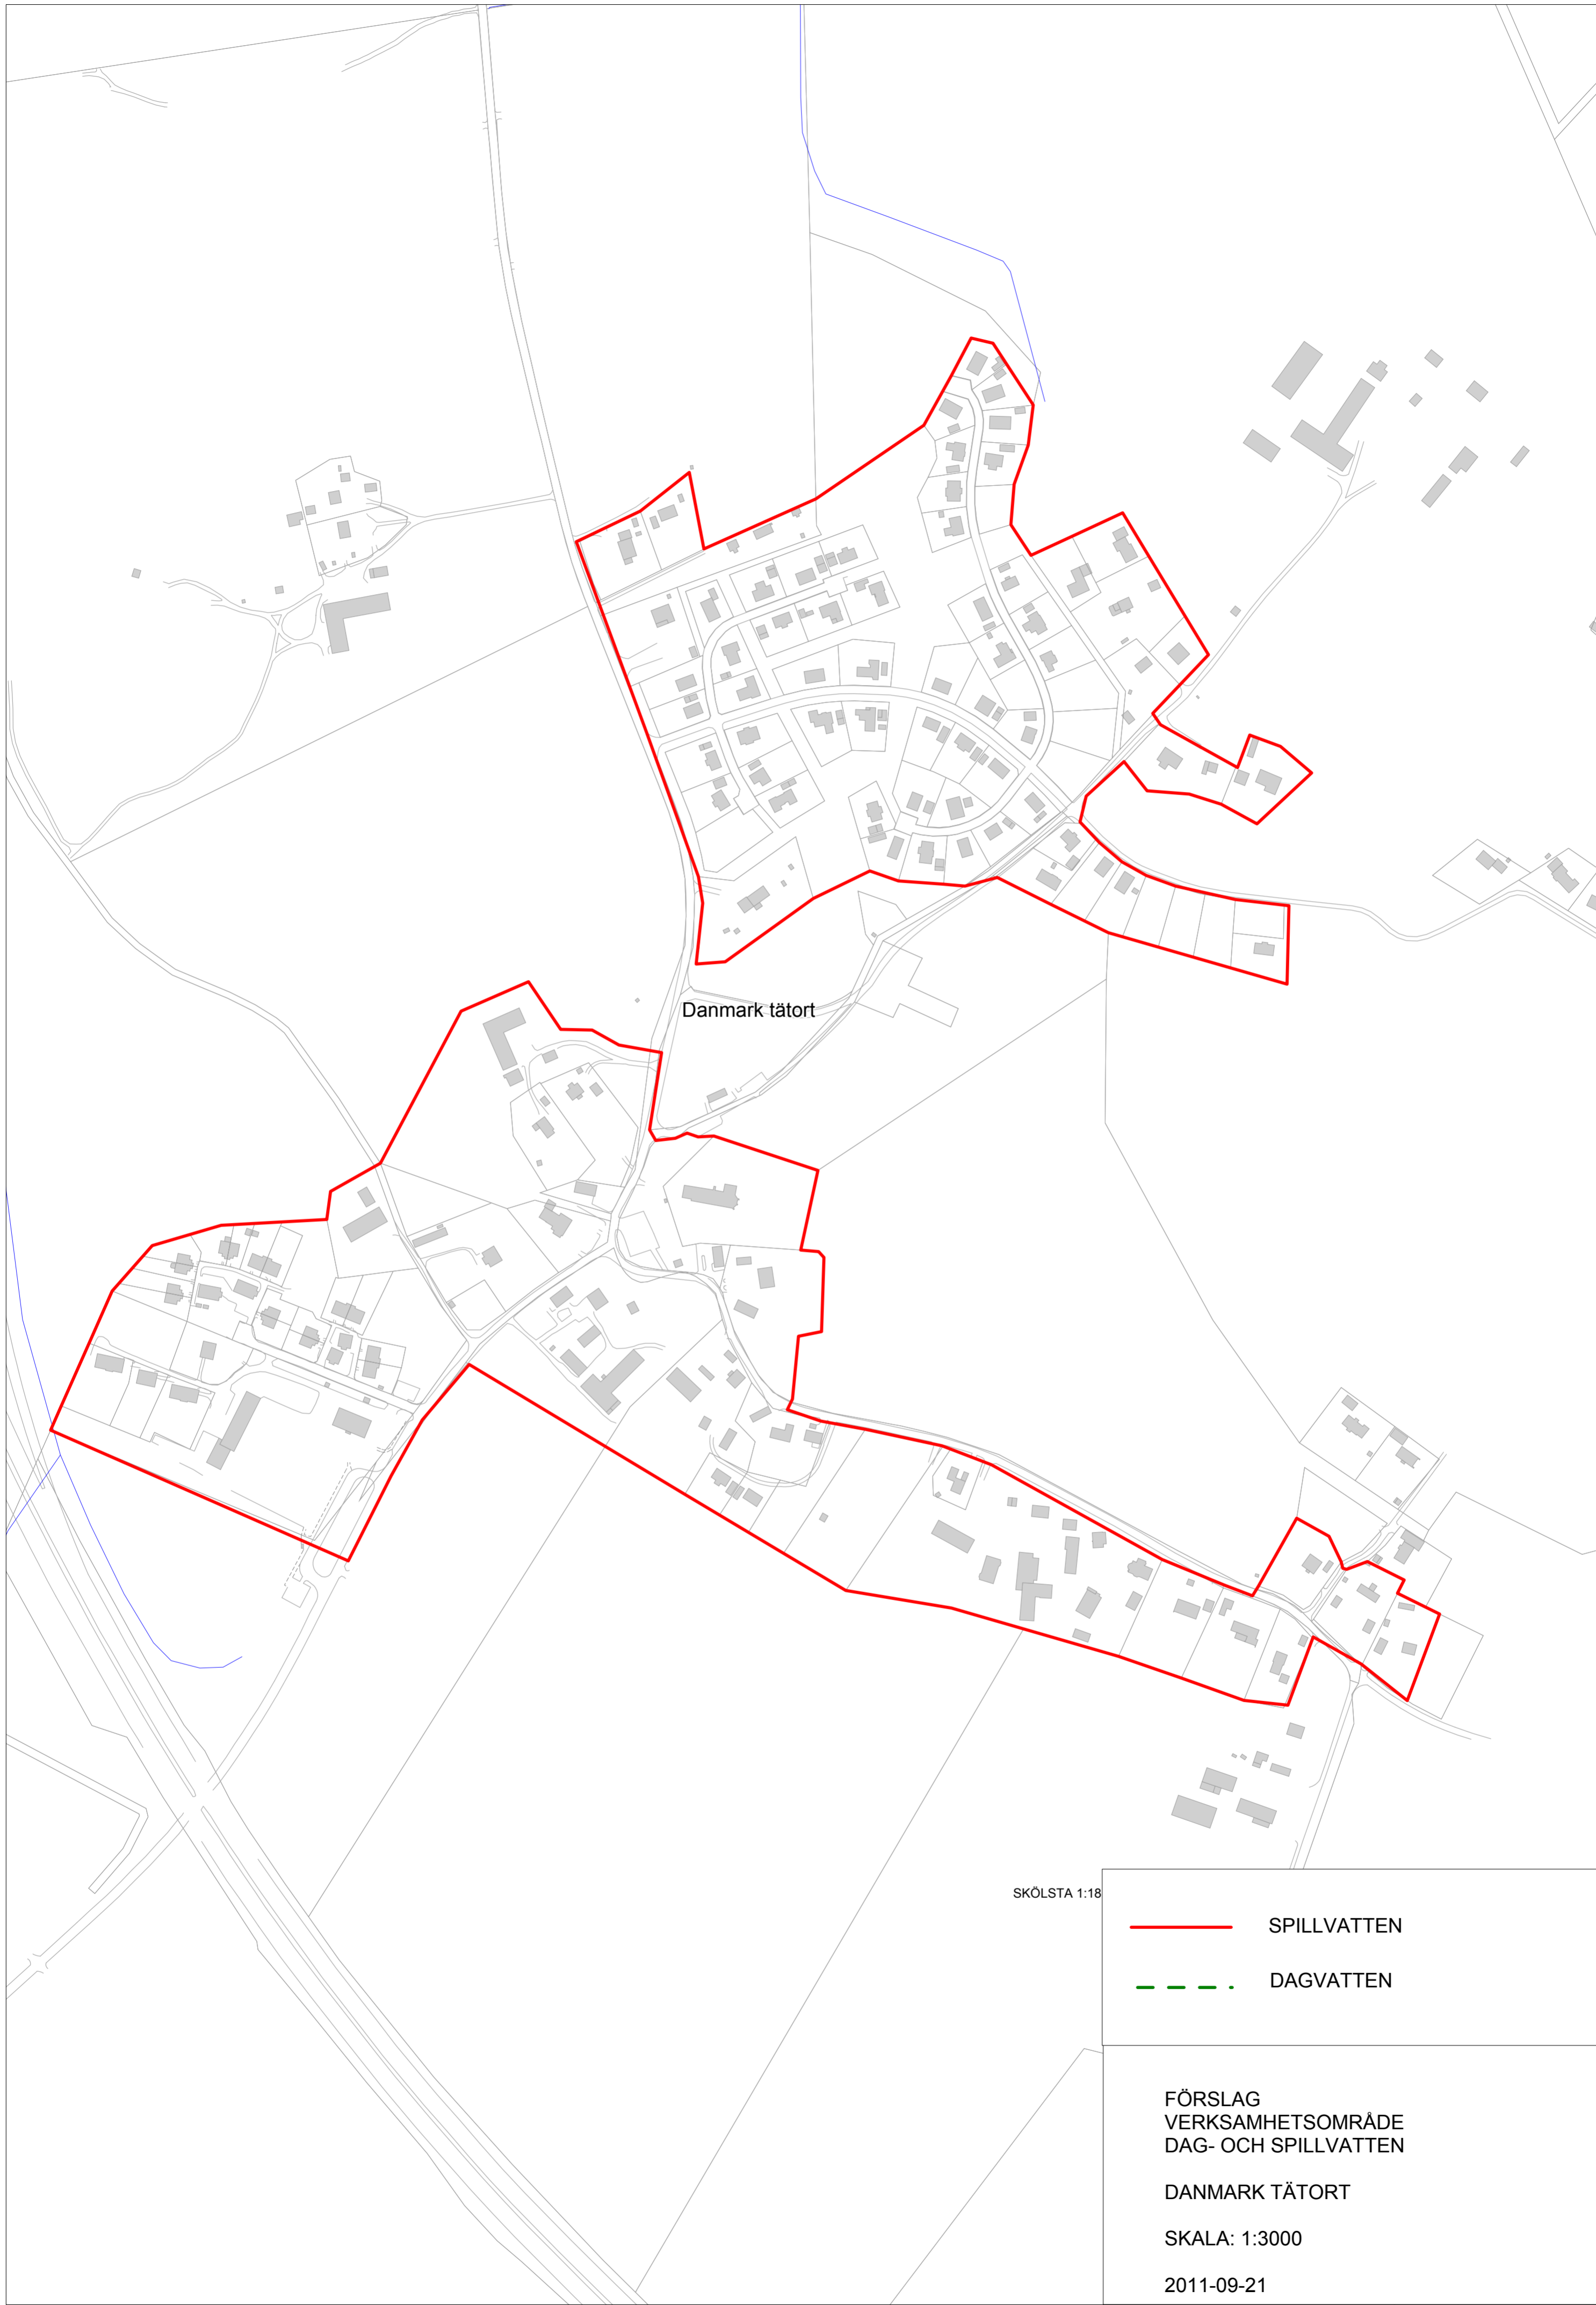 Danmark tätort
SKÖLSTA 1:18
SPILLVATTEN
DAGVATTEN
FÖRSLAG
VERKSAMHETSOMRÅDE
DAG- OCH SPILLVATTEN
DANMARK TÄTORT
SKALA: 1:3000
2011-09-21